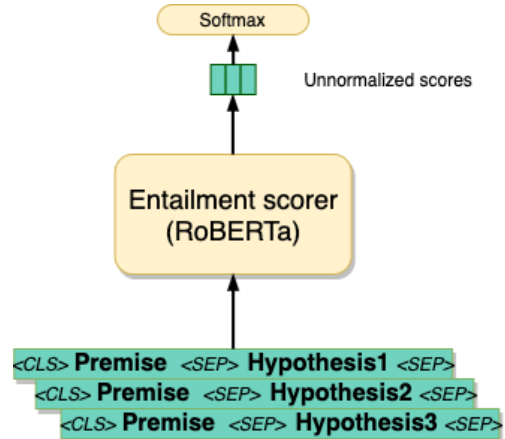 Softmax
Unnormalized scores
Entailment scorer
(RoBERTa)
<CLS> Premise <SEP> Hypothesis1 <SEP>
<CLS> Premise <SEP> Hypothesis2 <SEP>
<CLS> Premise <SEP> Hypothesis3 <SEP>